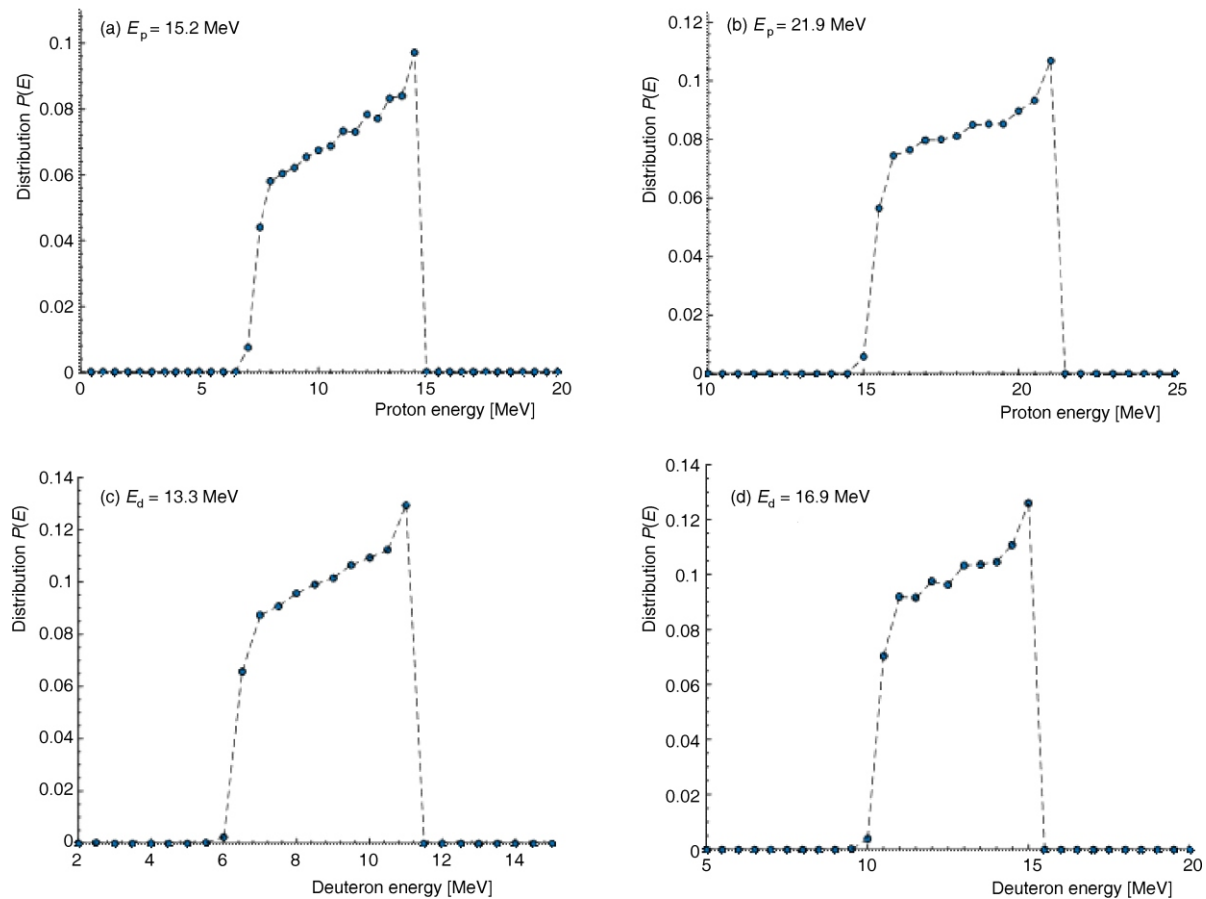 (a) Ep = 15.2 MeV
Distribution P(E)
0.1
0.08
0.06
0.04
0.02
0
0 5 10 15 20
Proton energy [MeV]
(b) Ep = 21.9 MeV
Distribution P(E)
0.12
0.1
0.08
0.06
0.04
0.02
0
10 15 20 25
Proton energy [MeV]
(c) Ed = 13.3 MeV
Distribution P(E)
0.14
0.12
0.1
0.08
0.06
0.04
0.02
0
2 4 6 8 10 12 14
Deuteron energy [MeV]
(d) Ed = 16.9 MeV
Distribution P(E)
0.14
0.12
0.1
0.08
0.06
0.04
0.02
0
5 10 15 20
Deuteron energy [MeV]